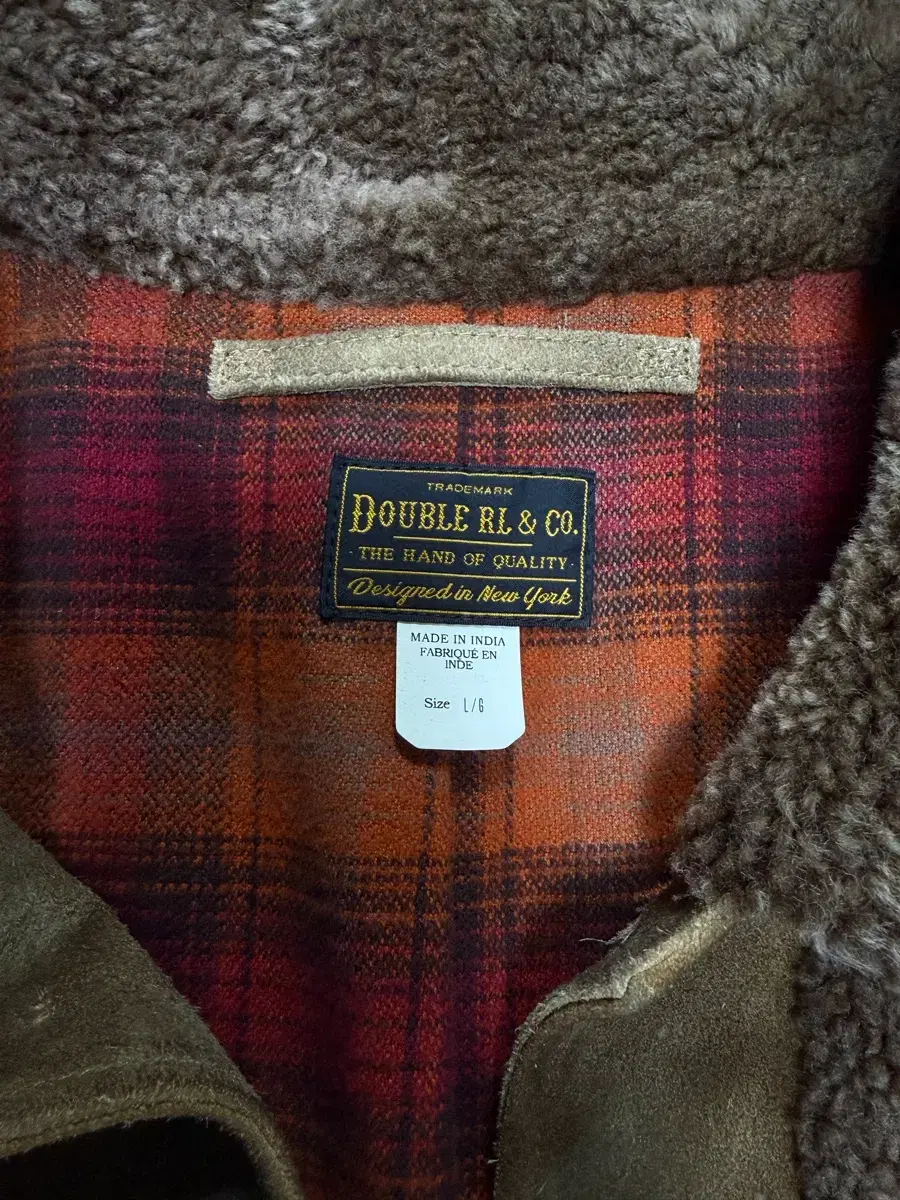 TRADEMARK
DOUBLE RL & CO.
· THE HAND OF QUALITY ·
Designed in New York
MADE IN INDIA
FABRIQUÉ EN
INDE
Size L/G